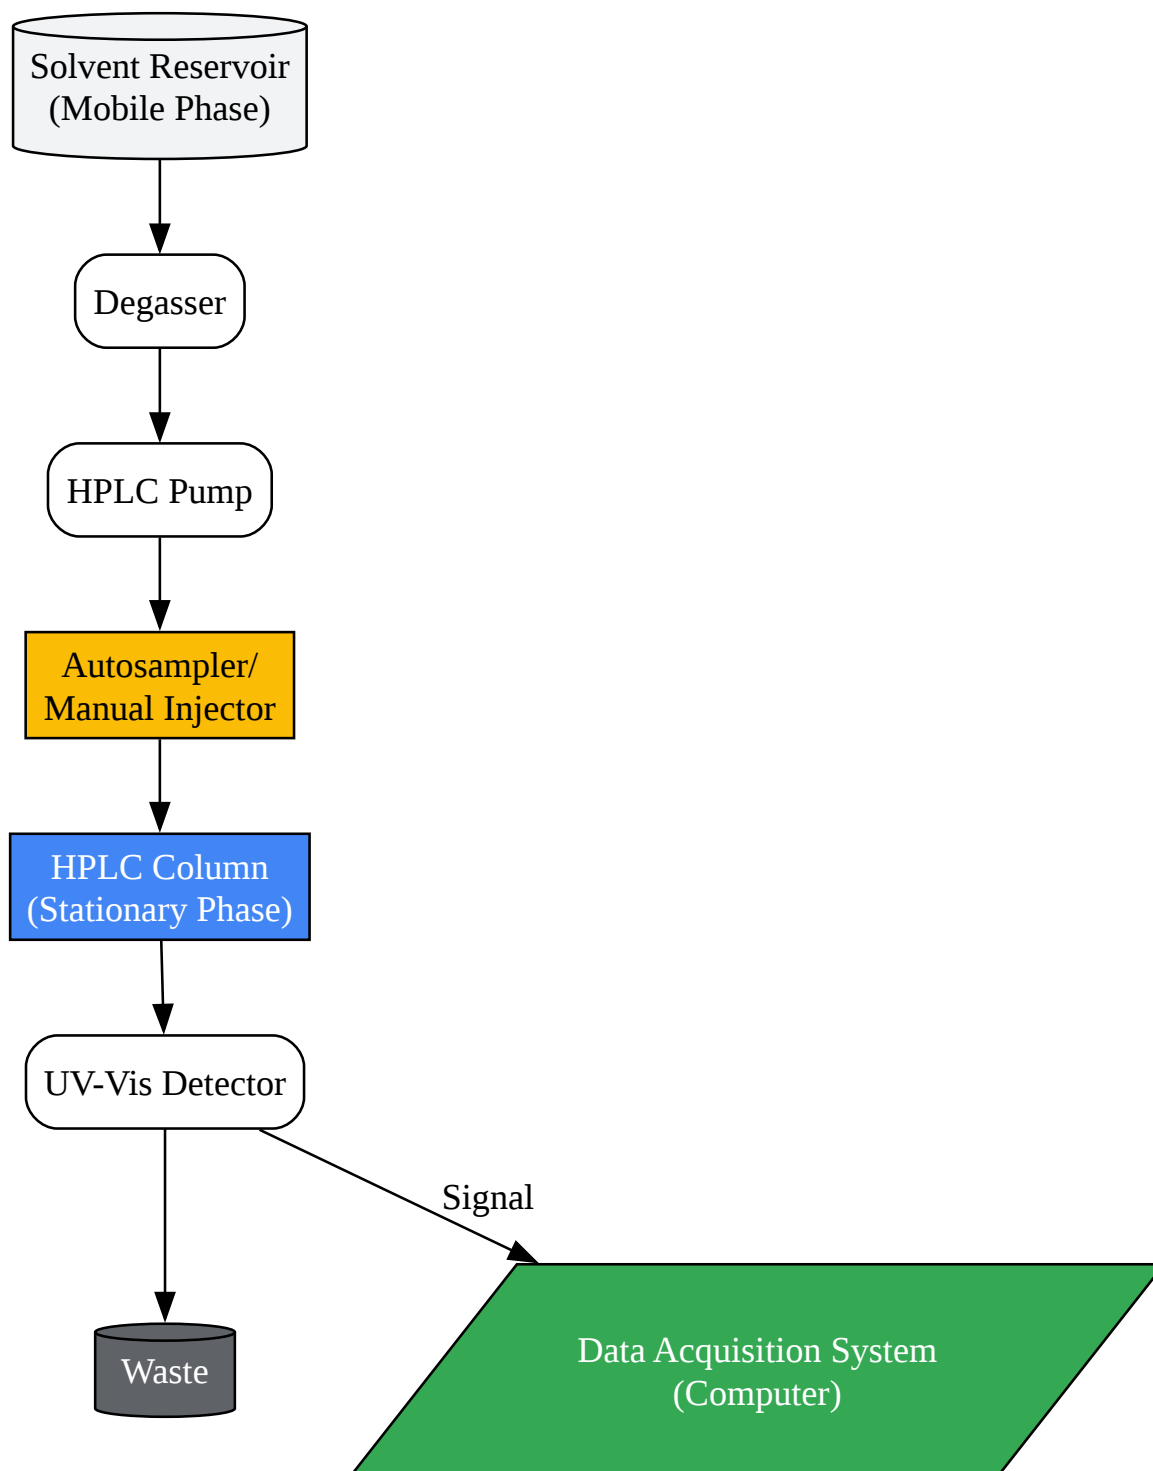 Solvent Reservoir
(Mobile Phase)
Degasser
HPLC Pump
Autosampler/
Manual Injector
HPLC Column
(Stationary Phase)
UV-Vis Detector
Signal
Waste
Data Acquisition System
(Computer)